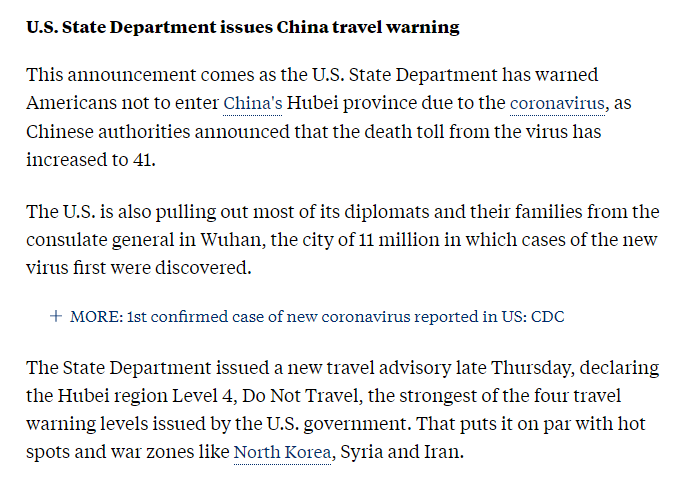 U.S. State Department issues China travel warning
This announcement comes as the U.S. State Department has warned
Americans not to enter China's Hubei province due to the coronavirus, as
Chinese authorities announced that the death toll from the virus has
increased to 41.
The U.S. is also pulling out most of its diplomats and their families from the
consulate general in Wuhan, the city of 11 million in which cases of the new
virus first were discovered.
+ MORE: 1st confirmed case of new coronavirus reported in US: CDC
The State Department issued a new travel advisory late Thursday, declaring
the Hubei region Level 4, Do Not Travel, the strongest of the four travel
warning levels issued by the U.S. government. That puts it on par with hot
spots and war zones like North Korea, Syria and Iran.